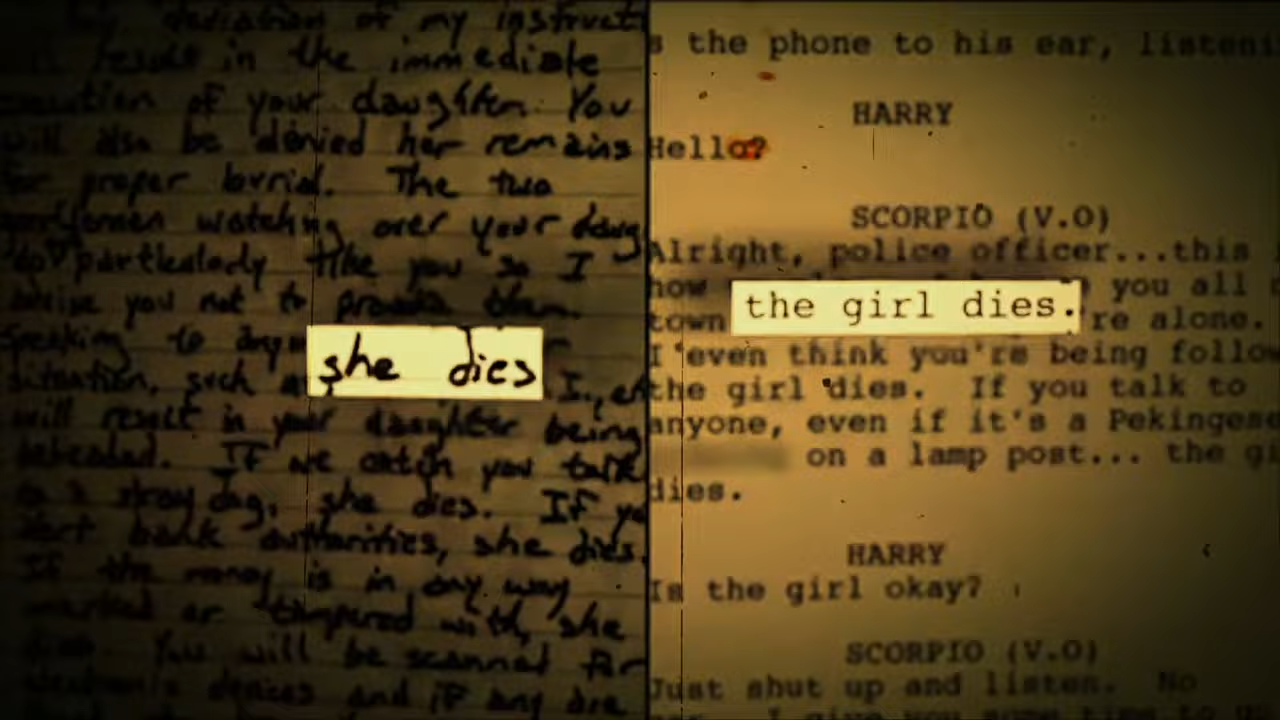 deviation of my instruct
result in the immediate
of your daughter. You
will also be denied her remains
for proper burial. The two
gentlemen watching over your daug
do particularly like you so I
advise you not to provoke them.
Speaking to
situation, such
will result in your daughter being
beheaded. If we catch you talk
to a stray dog, she dies. If yo
bank authorities, she dies.
If the money is in any way
marked or tampered with, she
dies. You will be scanned for
electronic devices and if any are
she dies
s the phone to his ear, listeni
HARRY
Hello?
SCORPIO (V.O)
Alright, police officer...this i
how you all o
town re alone.
the girl dies.
I even think you're being follow
the girl dies. If you talk to
anyone, even if it's a Pekingese
on a lamp post... the gi
dies.
HARRY
Is the girl okay?
SCORPIO (V.O)
Just shut up and listen. No
I give you some time to